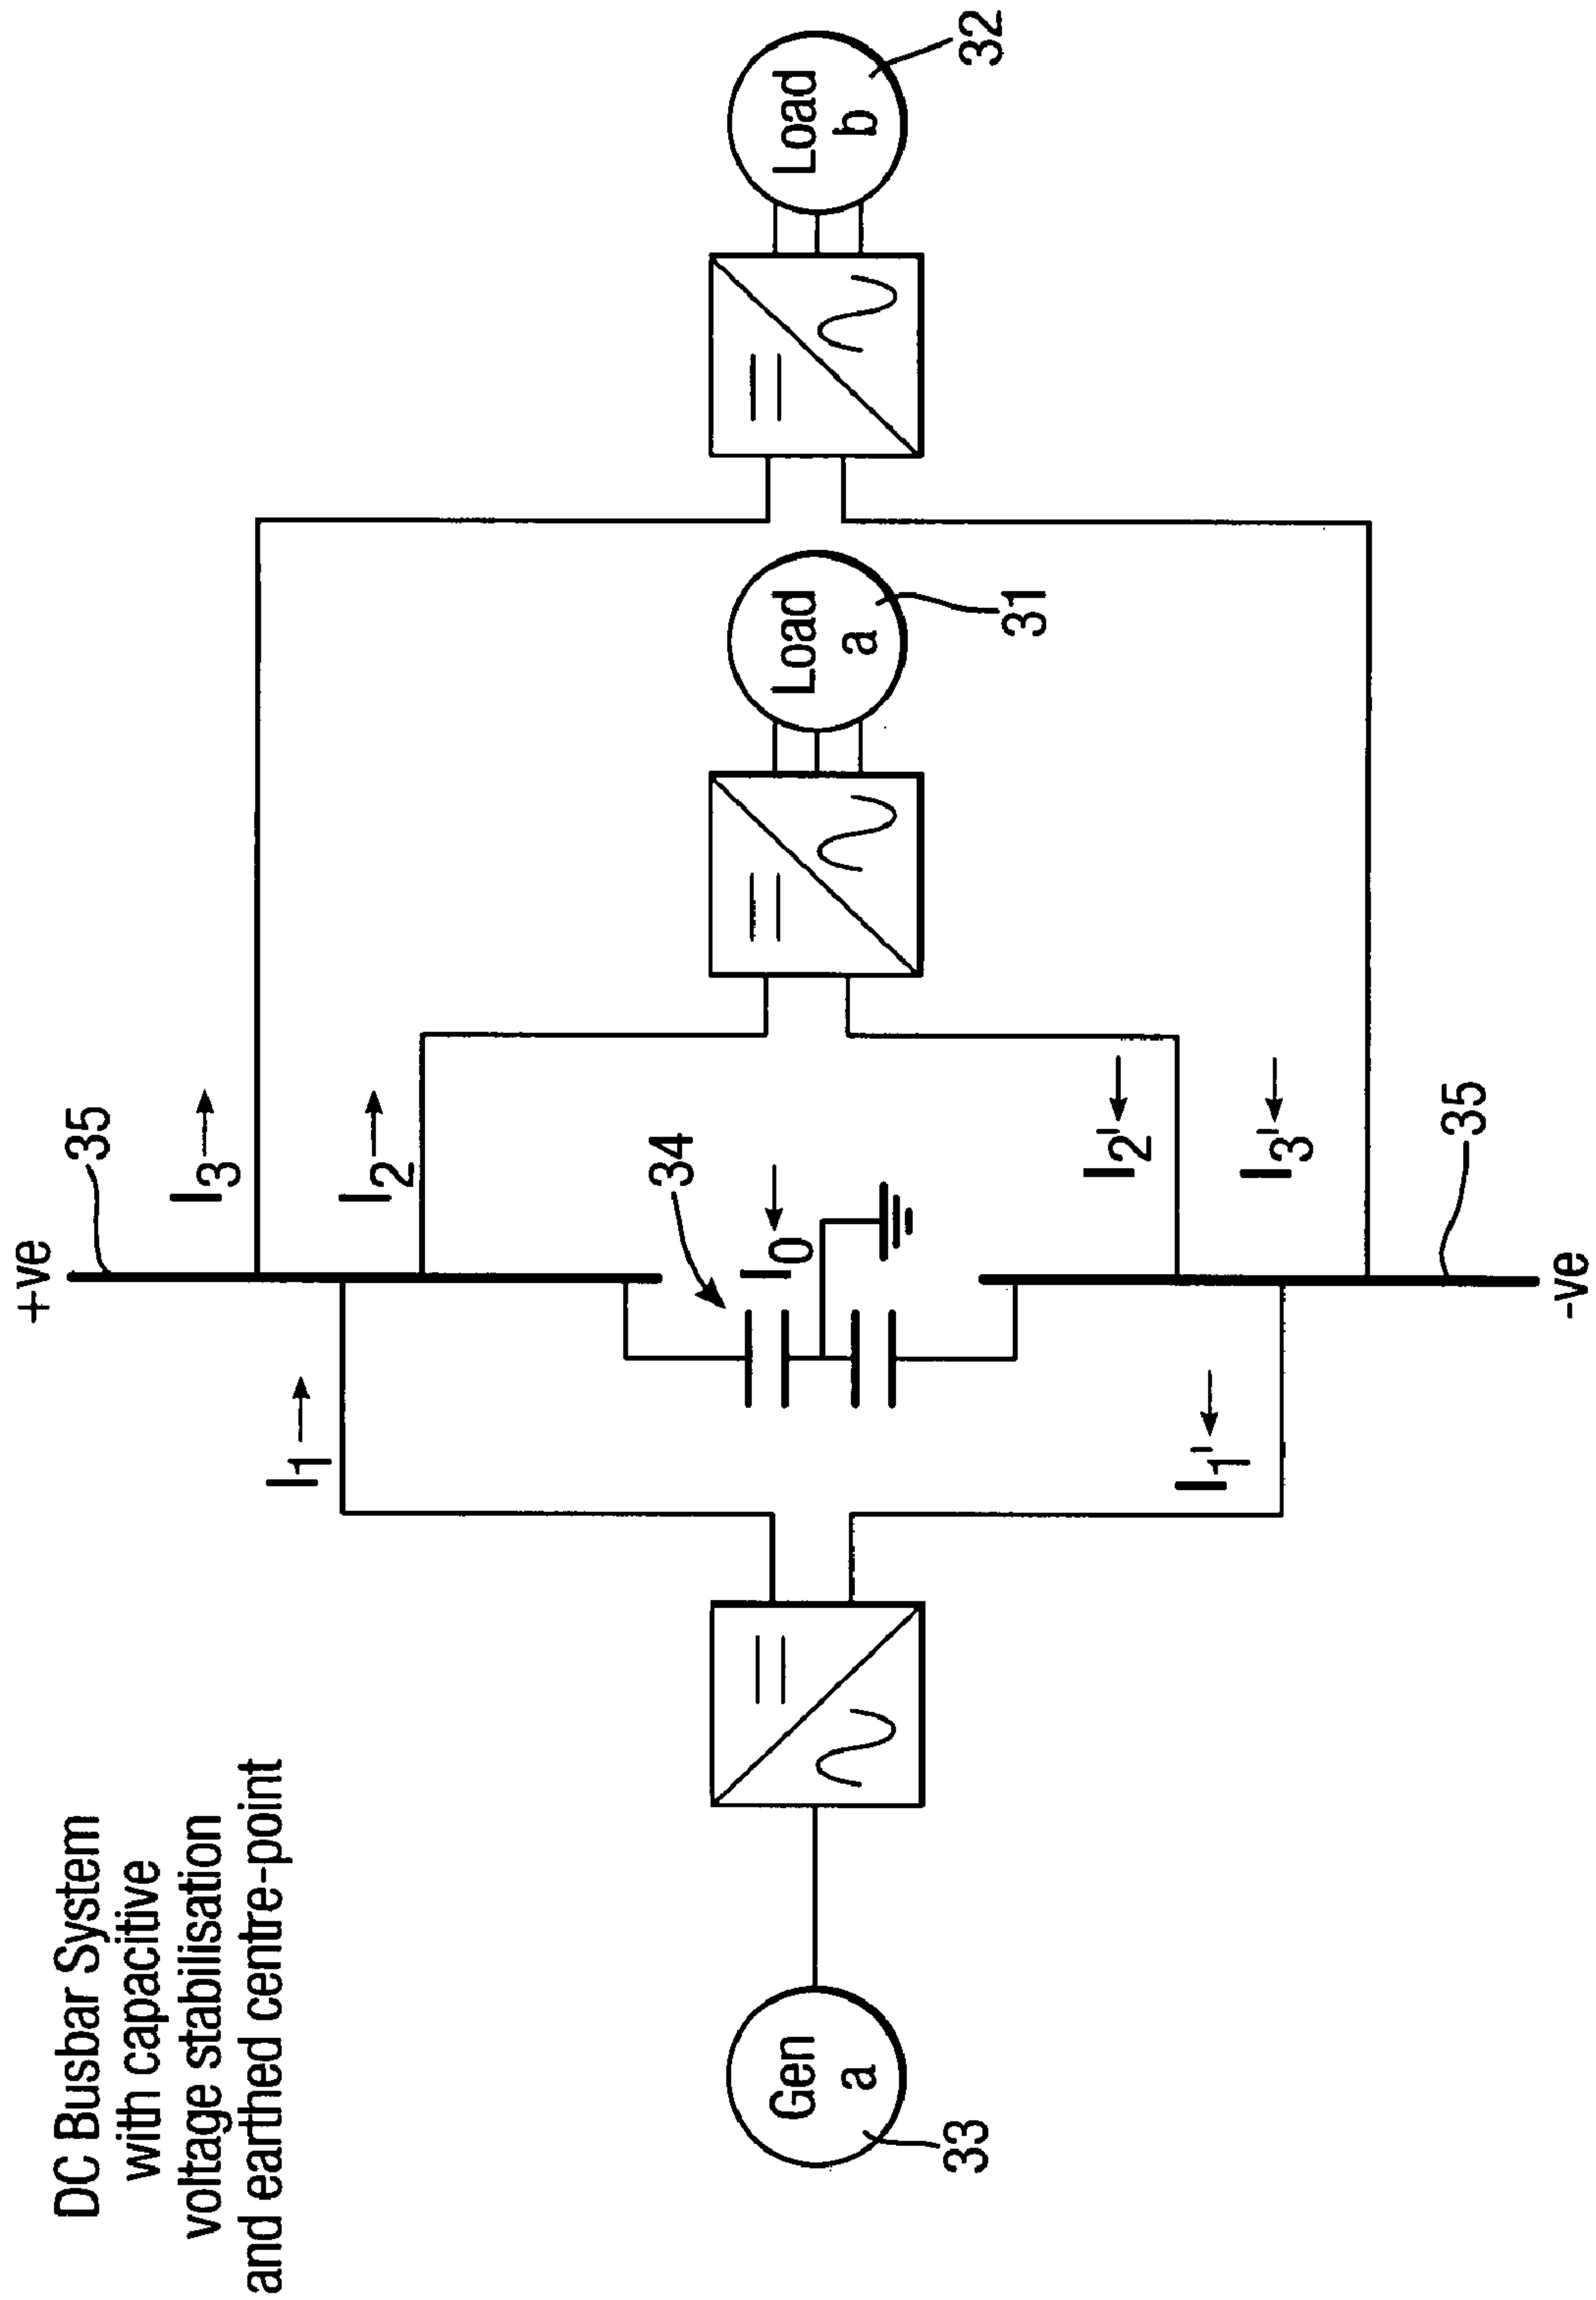 DC Busbar System
with capacitive
voltage stabilisation
and earthed centre-point
+ve
35
I3
I2
I1
34
I0
Gen
a
33
Load
a
31
Load
b
32
I1'
I2'
I3'
35
-ve